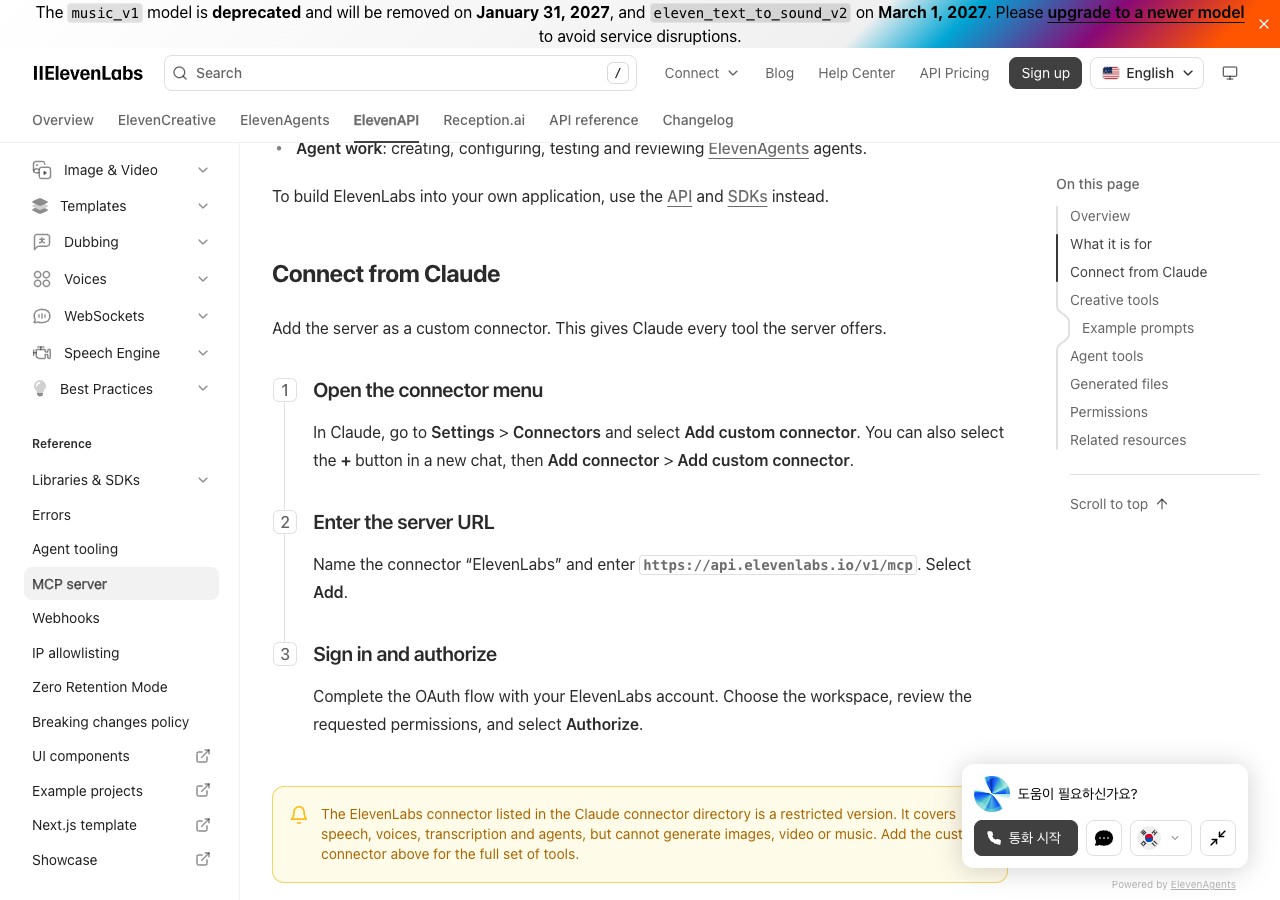 The music_v1 model is deprecated and will be removed on January 31, 2027, and eleven_text_to_sound_v2 on March 1, 2027. Please upgrade to a newer model
to avoid service disruptions.
IIElevenLabs
Search
/
Connect
Blog
Help Center
API Pricing
Sign up
English
Overview
ElevenCreative
ElevenAgents
ElevenAPI
Reception.ai
API reference
Changelog
Image & Video
Templates
Dubbing
Voices
WebSockets
Speech Engine
Best Practices
Reference
Libraries & SDKs
Errors
Agent tooling
MCP server
Webhooks
IP allowlisting
Zero Retention Mode
Breaking changes policy
UI components
Example projects
Next.js template
Showcase
• Agent work: creating, configuring, testing and reviewing ElevenAgents agents.
To build ElevenLabs into your own application, use the API and SDKs instead.
Connect from Claude
Add the server as a custom connector. This gives Claude every tool the server offers.
1 Open the connector menu
In Claude, go to Settings > Connectors and select Add custom connector. You can also select
the + button in a new chat, then Add connector > Add custom connector.
2 Enter the server URL
Name the connector “ElevenLabs” and enter https://api.elevenlabs.io/v1/mcp. Select
Add.
3 Sign in and authorize
Complete the OAuth flow with your ElevenLabs account. Choose the workspace, review the
requested permissions, and select Authorize.
The ElevenLabs connector listed in the Claude connector directory is a restricted version. It covers
speech, voices, transcription and agents, but cannot generate images, video or music. Add the cust
connector above for the full set of tools.
On this page
Overview
What it is for
Connect from Claude
Creative tools
Example prompts
Agent tools
Generated files
Permissions
Related resources
Scroll to top
도움이 필요하신가요?
통화 시작
Powered by ElevenAgents